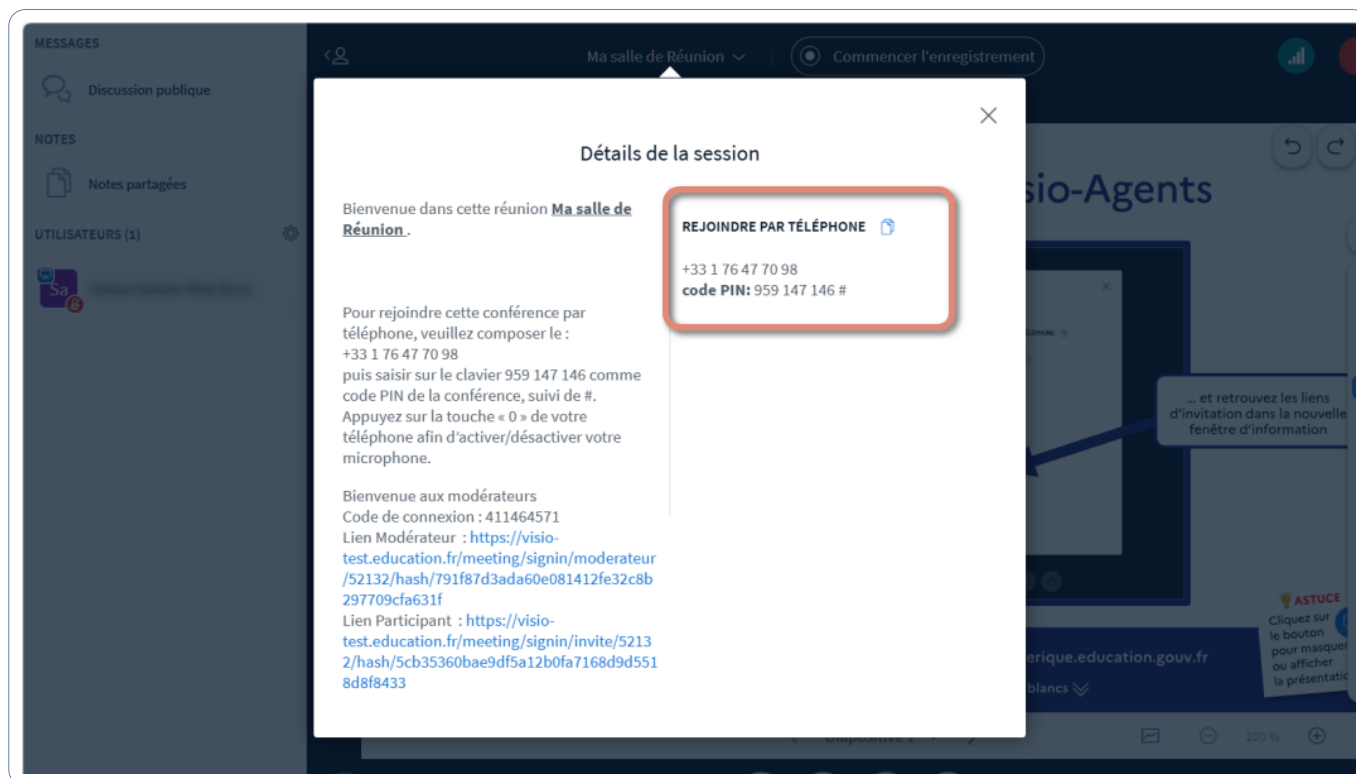 MESSAGES
Discussion publique
NOTES
Notes partagées
UTILISATEURS (1)
Sa
Ma salle de Réunion
Commencer l'enregistrement
Détails de la session
Bienvenue dans cette réunion Ma salle de
Réunion .
Pour rejoindre cette conférence par
téléphone, veuillez composer le :
+33 1 76 47 70 98
puis saisir sur le clavier 959 147 146 comme
code PIN de la conférence, suivi de #.
Appuyez sur la touche « 0 » de votre
téléphone afin d'activer/désactiver votre
microphone.
Bienvenue aux modérateurs
Code de connexion : 411464571
Lien Modérateur : https://visio-
test.education.fr/meeting/signin/moderateur
/52132/hash/791f87d3ada60e081412fe32c8b
297709cfa631f
Lien Participant : https://visio-
test.education.fr/meeting/signin/invite/5213
2/hash/5cb35360bae9df5a12b0fa7168d9d551
8d8f8433
REJOINDRE PAR TÉLÉPHONE
+33 1 76 47 70 98
code PIN: 959 147 146 #
sio-Agents
... et retrouvez les liens
d'invitation dans la nouvelle
fenêtre d'information
ASTUCE
Cliquez sur
le bouton
pour masquer
ou afficher
la présentatio
erique.education.gouv.fr
blancs
Diapositive 1
100 %